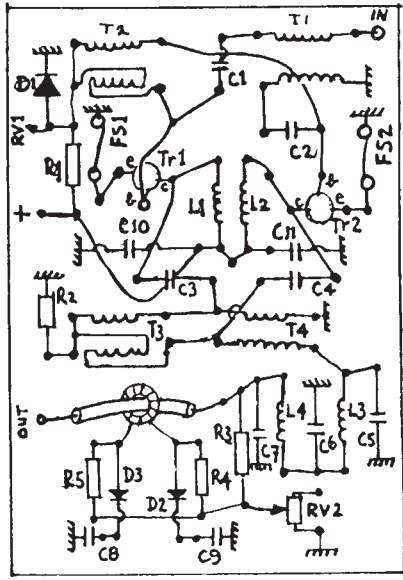 T2
T1
IN
D1
FS1
C1
RV1
C2
FS2
R1
e
Tr1
c
b
b
c
e
Tr2
L1
L2
+
C10
C11
C3
C4
R2
T3
T4
OUT
R3
C7
L4
C6
L3
C5
R5
D3
D2
R4
RV2
C8
C9